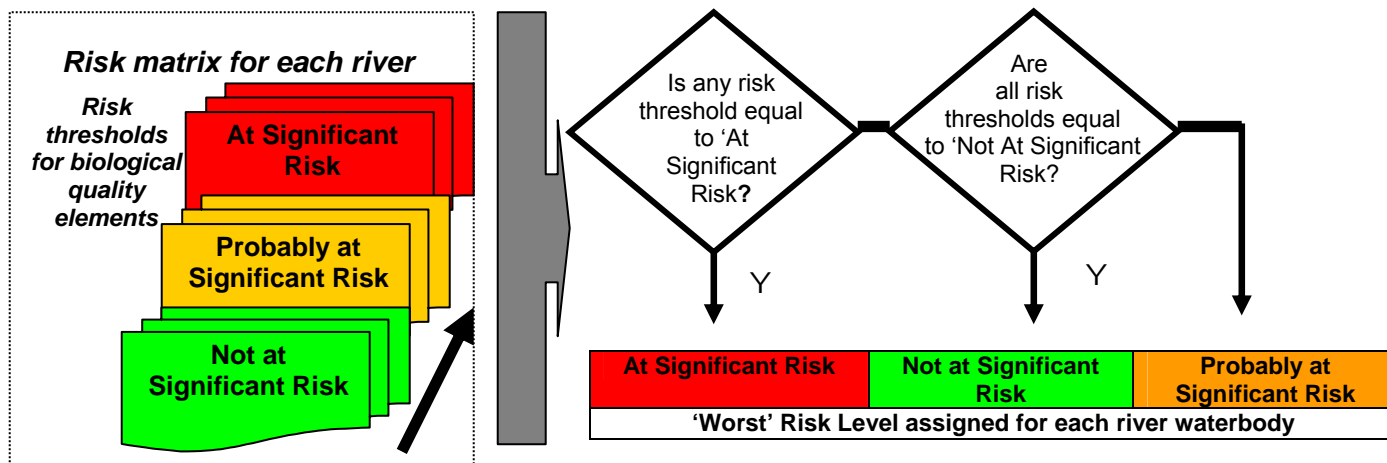 Risk matrix for each river
Risk
thresholds
for biological
quality
elements
At Significant
Risk
Probably at
Significant Risk
Not at
Significant Risk
Is any risk
threshold equal
to ‘At
Significant
Risk?
Y
Are
all risk
thresholds equal
to ‘Not At Significant
Risk?
Y
At Significant Risk
Not at Significant
Risk
Probably at
Significant Risk
‘Worst’ Risk Level assigned for each river waterbody